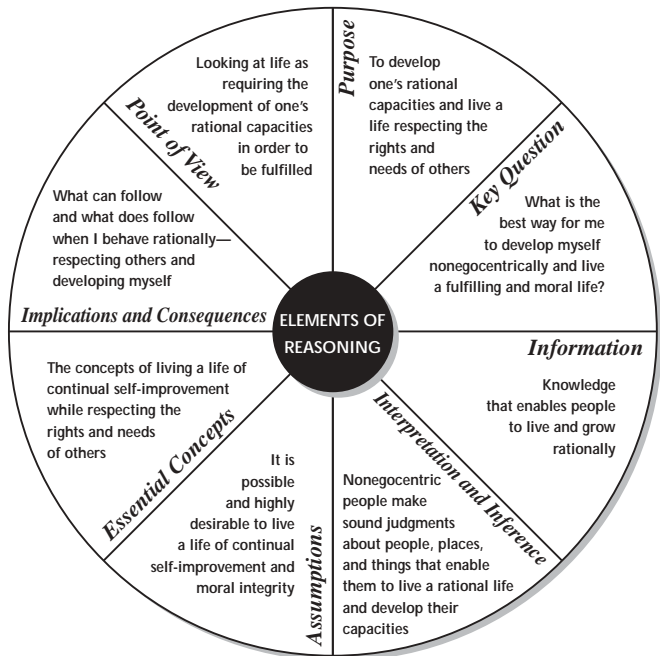 Purpose
To develop
one's rational
capacities and live a
life respecting the
rights and
needs of others
Key Question
What is the
best way for me
to develop myself
nonegocentrically and live
a fulfilling and moral life?
Information
Knowledge
that enables people
to live and grow
rationally
Interpretation and Inference
Nonegocentric
people make
sound judgments
about people, places,
and things that enable
them to live a rational life
and develop their
capacities
Assumptions
It is
possible
and highly
desirable to live
a life of continual
self-improvement and
moral integrity
Essential Concepts
The concepts of living a life of
continual self-improvement
while respecting the
rights and needs
of others
Implications and Consequences
What can follow
and what does follow
when I behave rationally—
respecting others and
developing myself
Point of View
Looking at life as
requiring the
development of one's
rational capacities
in order to
be fulfilled
ELEMENTS OF
REASONING